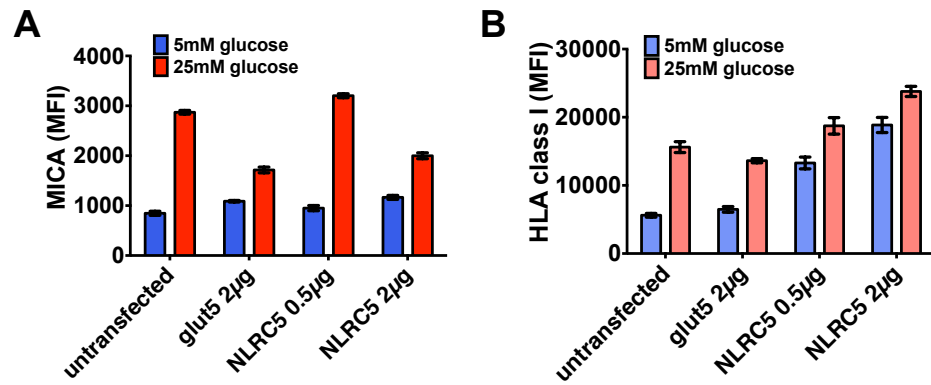 A
5mM glucose
25mM glucose
MICA (MFI)
4000
3000
2000
1000
0
untransfected
glut5 2µg
NLRC5 0.5µg
NLRC5 2µg
B
5mM glucose
25mM glucose
HLA class I (MFI)
30000
20000
10000
0
untransfected
glut5 2µg
NLRC5 0.5µg
NLRC5 2µg